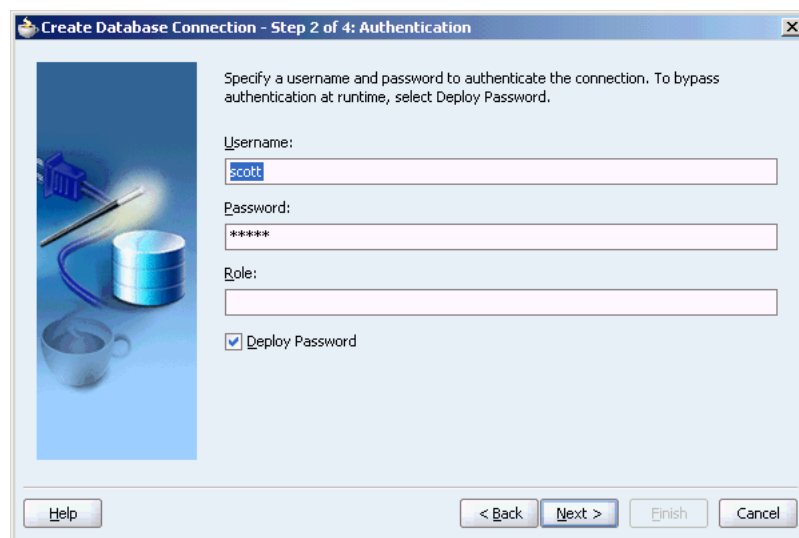 Create Database Connection - Step 2 of 4: Authentication
Specify a username and password to authenticate the connection. To bypass
authentication at runtime, select Deploy Password.
Username:
scott
Password:
*****
Role:
Deploy Password
Help
< Back
Next >
Finish
Cancel